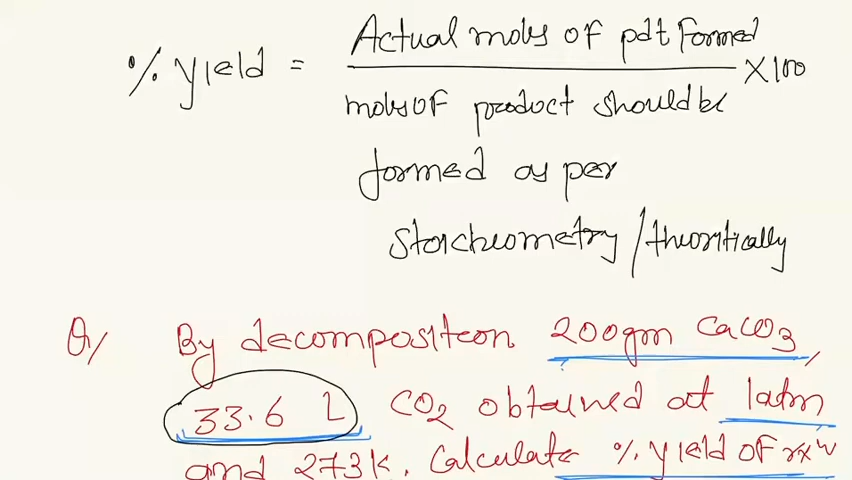 % yield = Actual moles of pdt formed
moles of product should be × 100
formed as per
stoicheometry / theoritically
Q/ By decomposition 200gm CaCO3,
33.6 L CO2 obtained at 1atm
and 273K. Calculate % yield of rxn